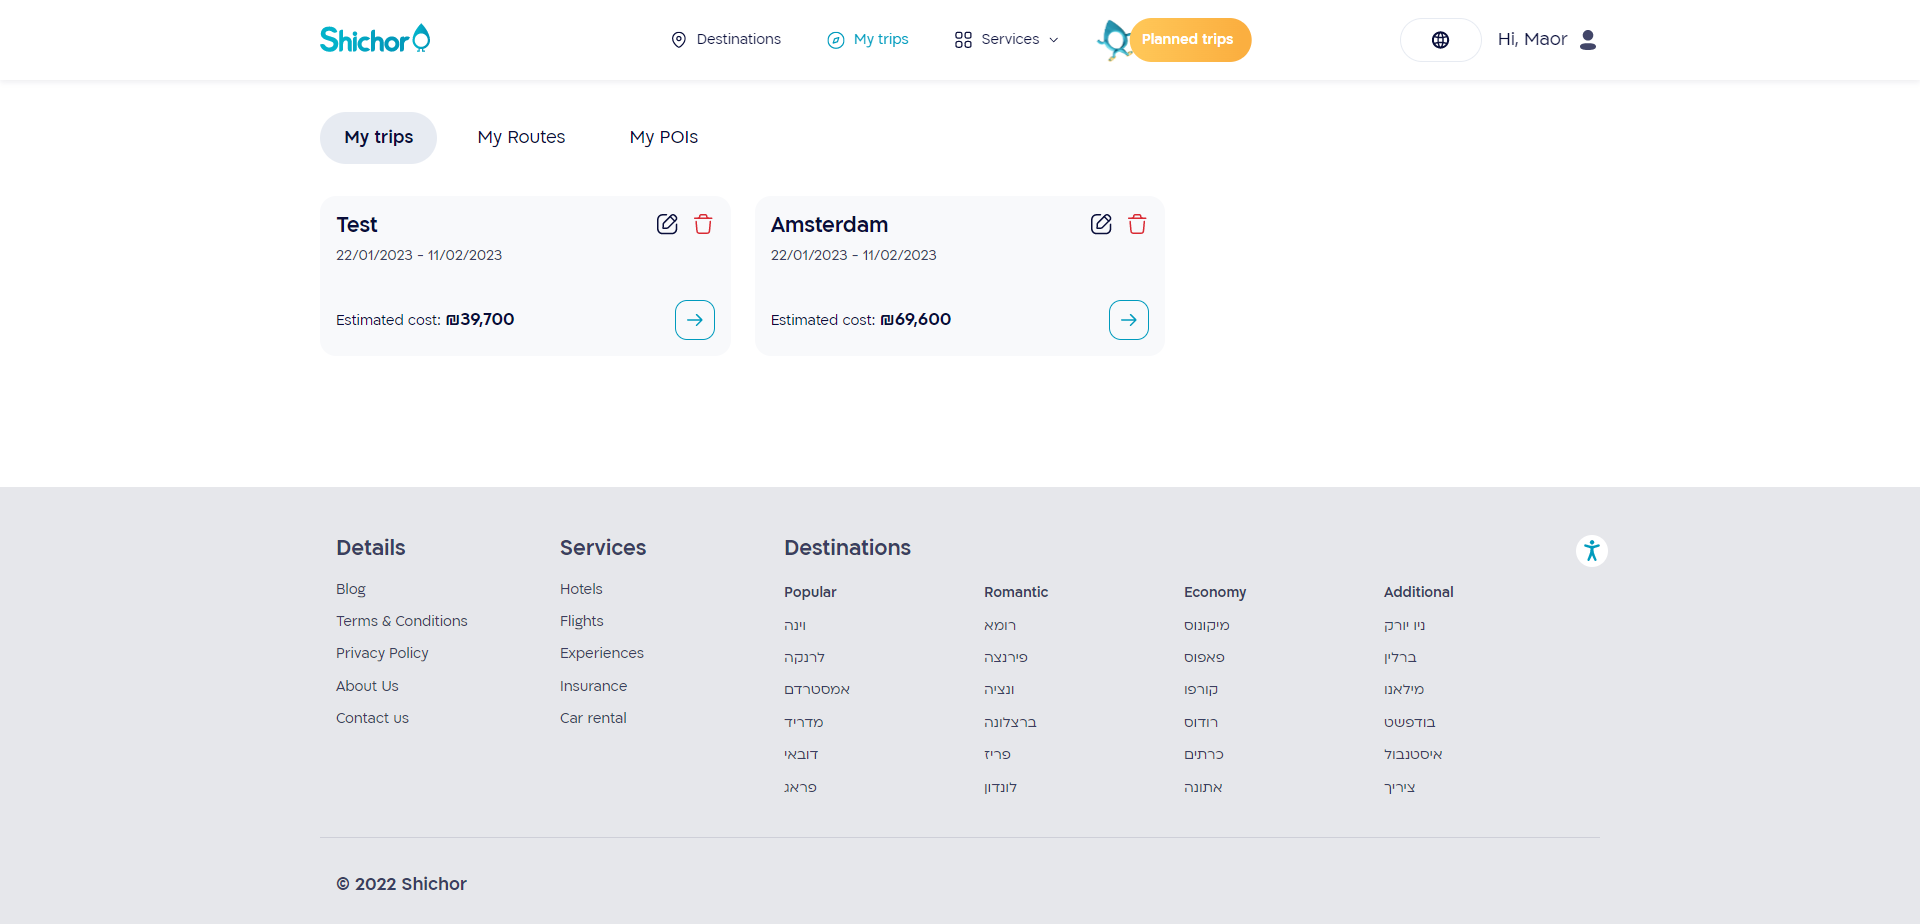 Shichor
Destinations
My trips
Services
Planned trips
Hi, Maor
My trips
My Routes
My POIs
Test
22/01/2023 - 11/02/2023
Estimated cost: ₪39,700
Amsterdam
22/01/2023 - 11/02/2023
Estimated cost: ₪69,600
Details
Blog
Terms & Conditions
Privacy Policy
About Us
Contact us
Services
Hotels
Flights
Experiences
Insurance
Car rental
Destinations
Popular
וינה
לרנקה
אמסטרדם
מדריד
דובאי
פראג
Romantic
רומא
פירנצה
ונציה
ברצלונה
פריז
לונדון
Economy
מיקונוס
פאפוס
קורפו
רודוס
כרתים
אתונה
Additional
ניו יורק
ברלין
מילאנו
בודפשט
איסטנבול
ציריך
© 2022 Shichor